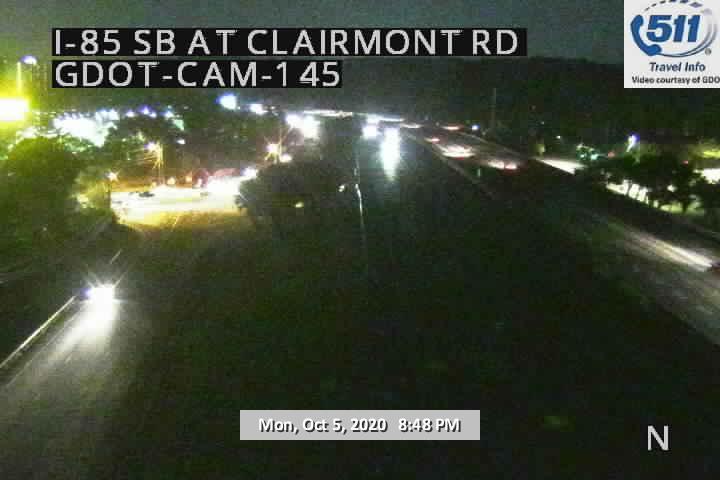 I-85 SB AT CLAIRMONT RD
GDOT-CAM-145
511
Travel Info
Video courtesy of GDO
Mon, Oct 5, 2020 8:48 PM
N